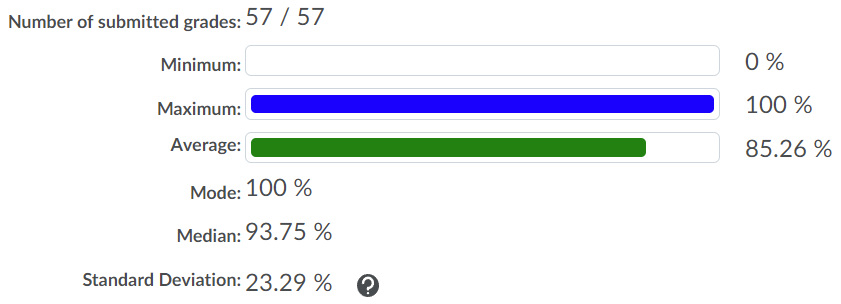 Number of submitted grades: 57 / 57
Minimum: 0 %
Maximum: 100 %
Average: 85.26 %
Mode: 100 %
Median: 93.75 %
Standard Deviation: 23.29 % ?